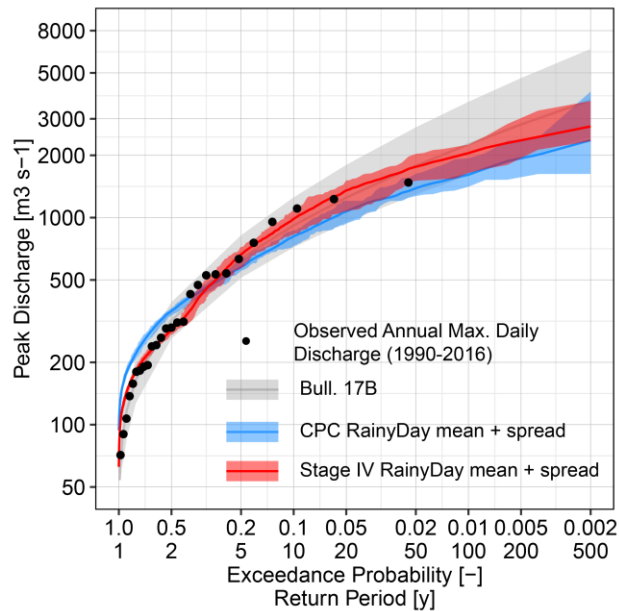 8000
5000
3000
2000
1000
500
200
100
50
Peak Discharge [m3 s−1]
Observed Annual Max. Daily
Discharge (1990-2016)
Bull. 17B
CPC RainyDay mean + spread
Stage IV RainyDay mean + spread
1.0 0.5 0.2 0.1 0.05 0.02 0.01 0.005 0.002
1 2 5 10 20 50 100 200 500
Exceedance Probability [−]
Return Period [y]